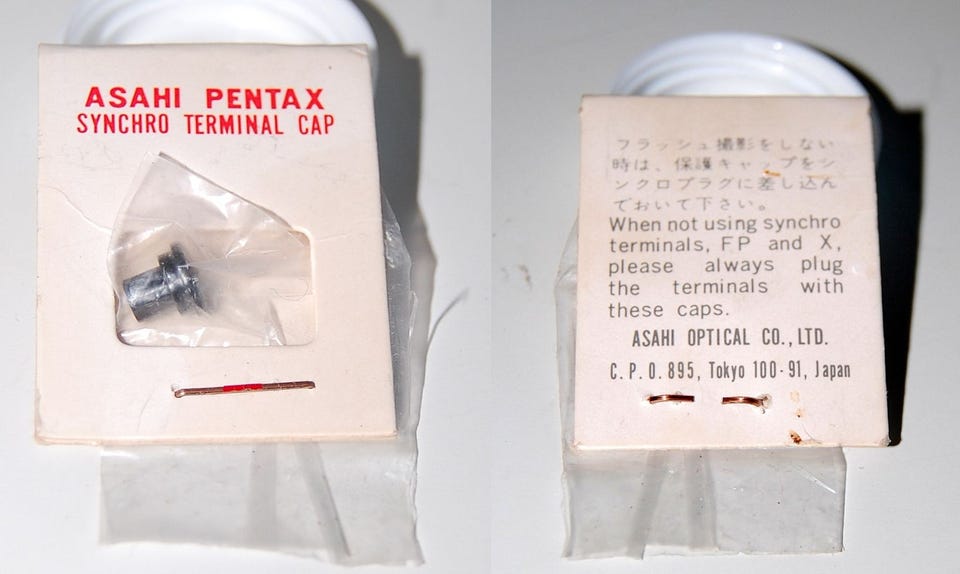 ASAHI PENTAX
SYNCHRO TERMINAL CAP
フラッシュ撮影をしない
時は、保護キャップをシ
ンクロプラグに差し込ん
でおいて下さい。
When not using synchro
terminals, FP and X,
please always plug
the terminals with
these caps.
ASAHI OPTICAL CO., LTD.
C. P. O. 895, Tokyo 100-91, Japan